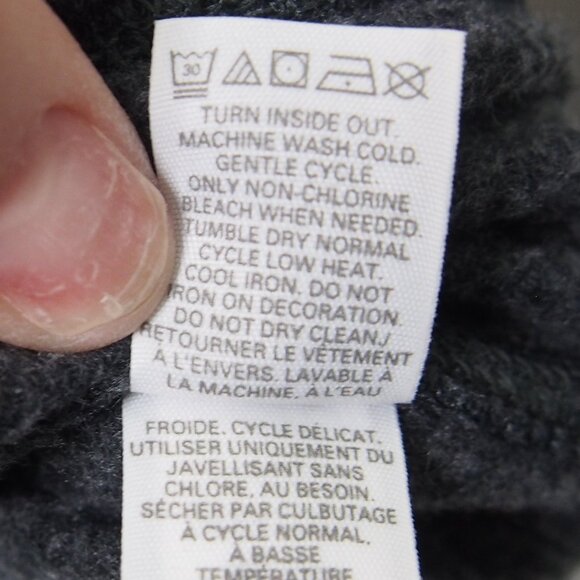 30
TURN INSIDE OUT.
MACHINE WASH COLD.
GENTLE CYCLE.
ONLY NON-CHLORINE
BLEACH WHEN NEEDED.
TUMBLE DRY NORMAL
CYCLE LOW HEAT.
COOL IRON. DO NOT
IRON ON DECORATION.
DO NOT DRY CLEAN./
RETOURNER LE VÊTEMENT
À L'ENVERS. LAVABLE À
LA MACHINE, À L'EAU
FROIDE. CYCLE DÉLICAT.
UTILISER UNIQUEMENT DU
JAVELLISANT SANS
CHLORE, AU BESOIN.
SÉCHER PAR CULBUTAGE
À CYCLE NORMAL,
À BASSE
TEMPÉRATURE